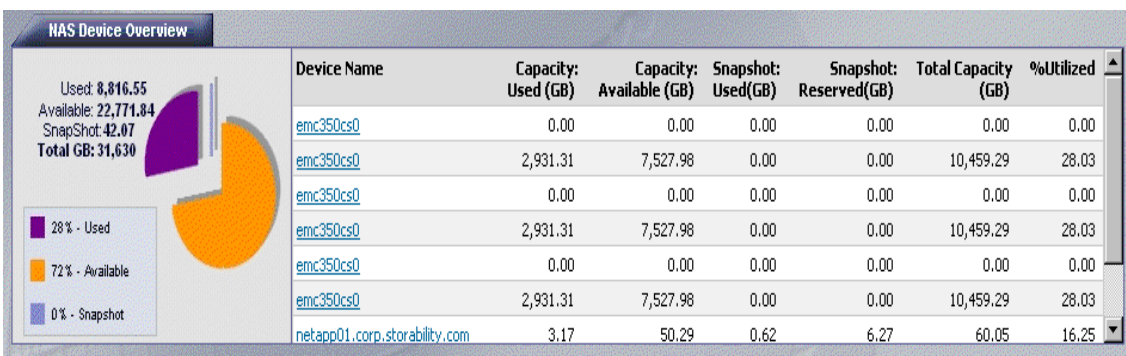 NAS Device Overview
Used: 8,816.55
Available: 22,771.84
SnapShot: 42.07
Total GB: 31,630
28% - Used
72% - Available
0% - Snapshot
Device Name Capacity: Used (GB) Capacity: Available (GB) Snapshot: Used(GB) Snapshot: Reserved(GB) Total Capacity (GB) %Utilized
emc350cs0 0.00 0.00 0.00 0.00 0.00 0.00
emc350cs0 2,931.31 7,527.98 0.00 0.00 10,459.29 28.03
emc350cs0 0.00 0.00 0.00 0.00 0.00 0.00
emc350cs0 2,931.31 7,527.98 0.00 0.00 10,459.29 28.03
emc350cs0 0.00 0.00 0.00 0.00 0.00 0.00
emc350cs0 2,931.31 7,527.98 0.00 0.00 10,459.29 28.03
netapp01.corp.storability.com 3.17 50.29 0.62 6.27 60.05 16.25